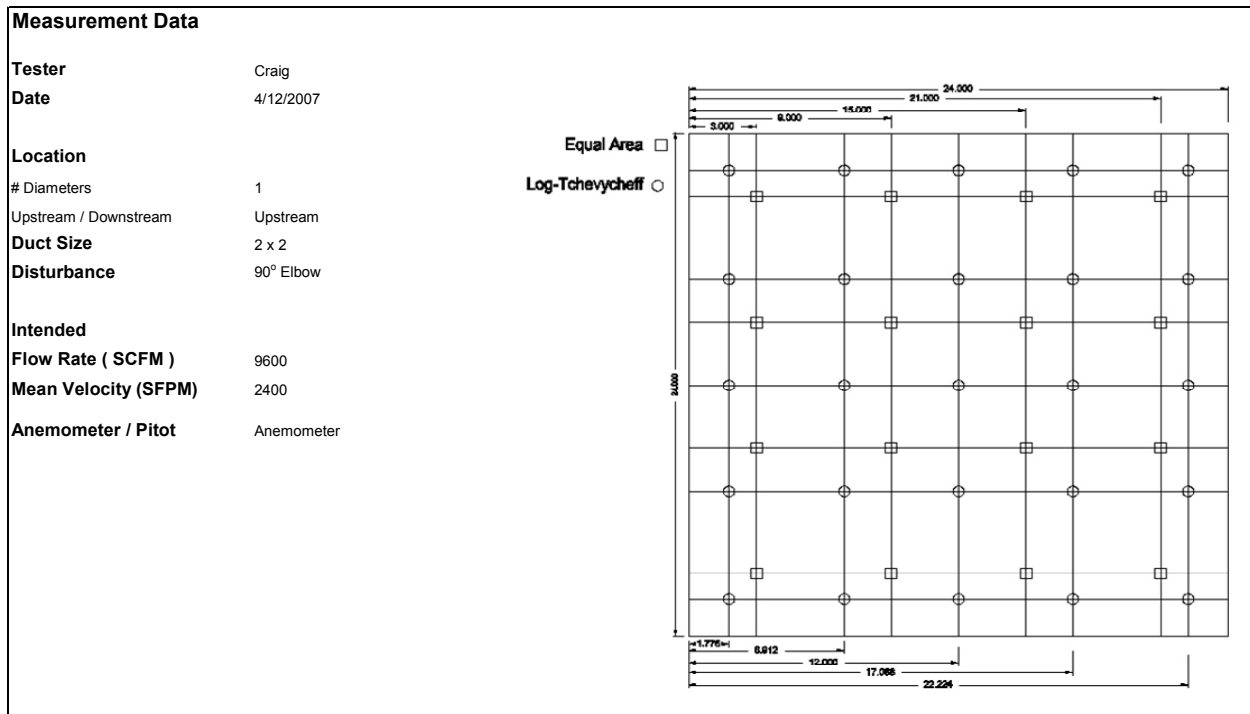 Measurement Data
Tester Craig
Date 4/12/2007
Location
# Diameters 1
Upstream / Downstream Upstream
Duct Size 2 x 2
Disturbance 90o Elbow
Intended
Flow Rate ( SCFM ) 9600
Mean Velocity (SFPM) 2400
Anemometer / Pitot Anemometer
24.000
21.000
15.000
9.000
3.000
Equal Area
Log-Tchevycheff
24.000
1.776
6.912
12.000
17.088
22.224